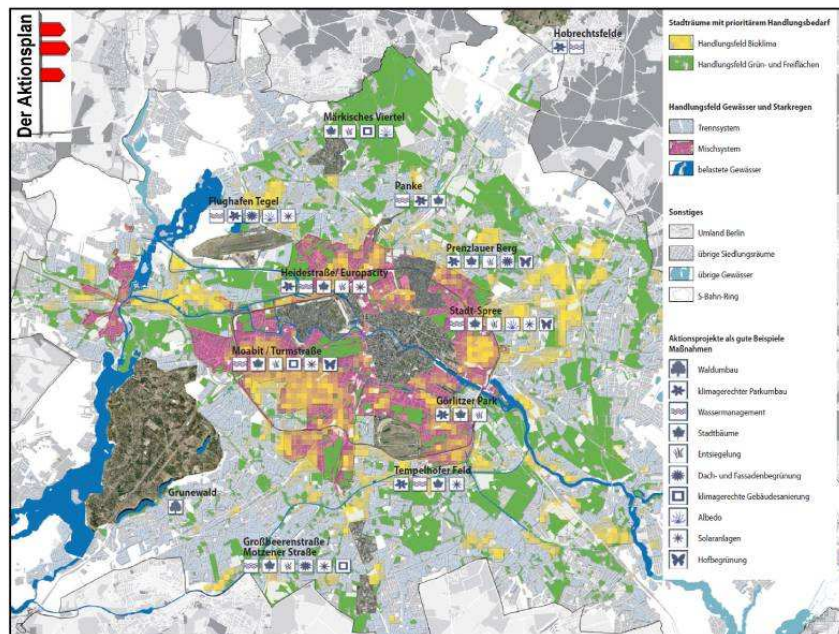 Der Aktionsplan
Hobrechtsfelde
Märkisches Viertel
Panke
Flughafen Tegel
Prenzlauer Berg
Heidestraße/ Europacity
Stadt-Spree
Moabit / Turmstraße
Görlitzer Park
Tempelhofer Feld
Grunewald
Großbeerenstraße/
Motzener Straße
Stadträume mit prioritärem Handlungsbedarf
Handlungsfeld Bioklima
Handlungsfeld Grün- und Freiflächen
Handlungsfeld Gewässer und Starkregen
Trennsystem
Mischsystem
belastete Gewässer
Sonstiges
Umland Berlin
übrige Siedlungsräume
übrige Gewässer
S-Bahn-Ring
Aktionsprojekte als gute Beispiele
Maßnahmen
Waldumbau
klimagerechter Parkumbau
Wassermanagement
Stadtbäume
Entsiegelung
Dach- und Fassadenbegrünung
klimagerechte Gebäudesanierung
Albedo
Solaranlagen
Hofbegrünung